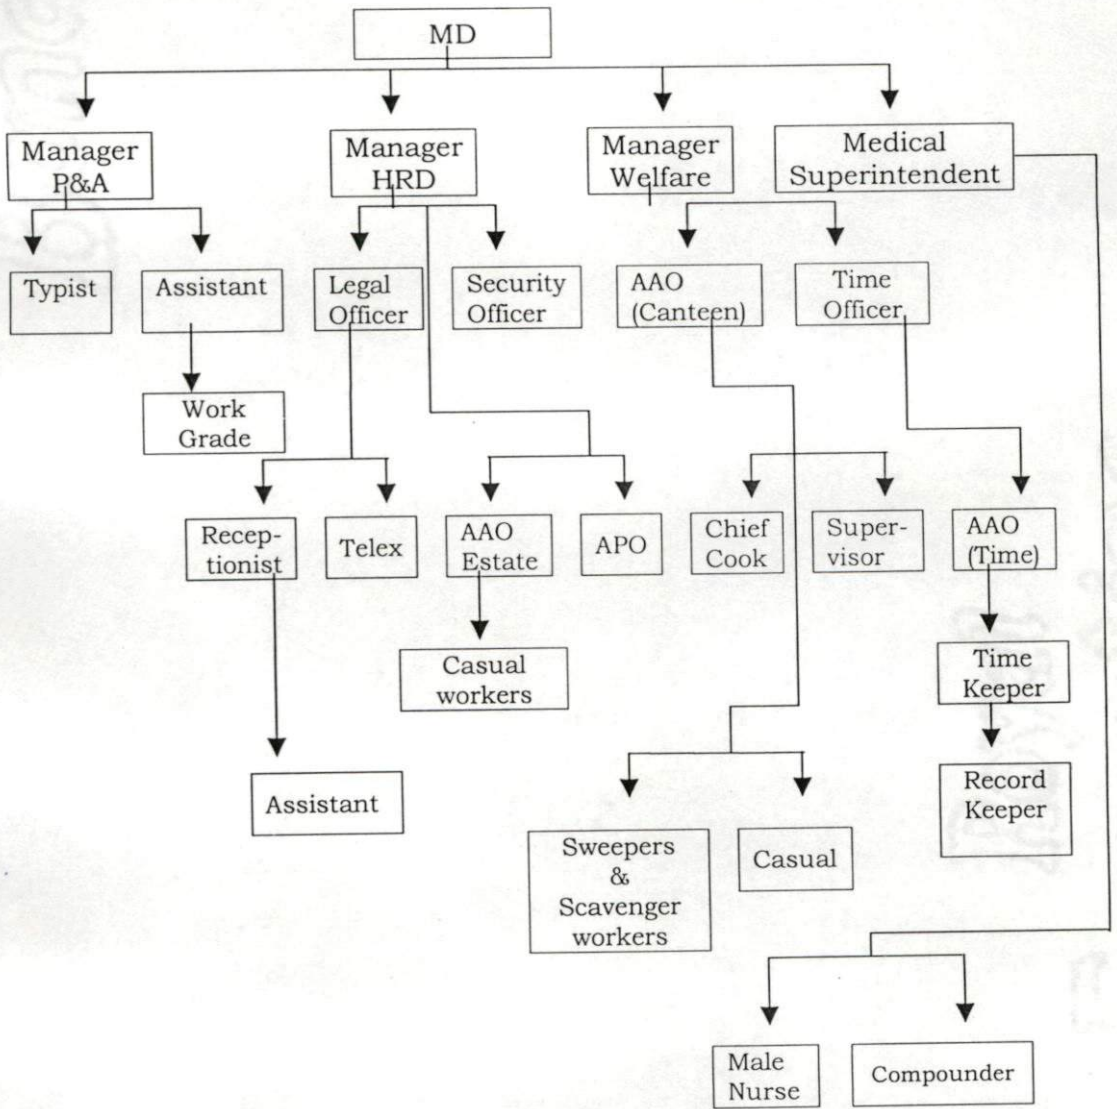 MD
Manager
P&A
Manager
HRD
Manager
Welfare
Medical
Superintendent
Typist
Assistant
Legal
Officer
Security
Officer
AAO
(Canteen)
Time
Officer
Work
Grade
Recep-
tionist
Telex
AAO
Estate
APO
Chief
Cook
Super-
visor
AAO
(Time)
Casual
workers
Time
Keeper
Assistant
Record
Keeper
Sweepers
&
Scavenger
workers
Casual
Male
Nurse
Compounder